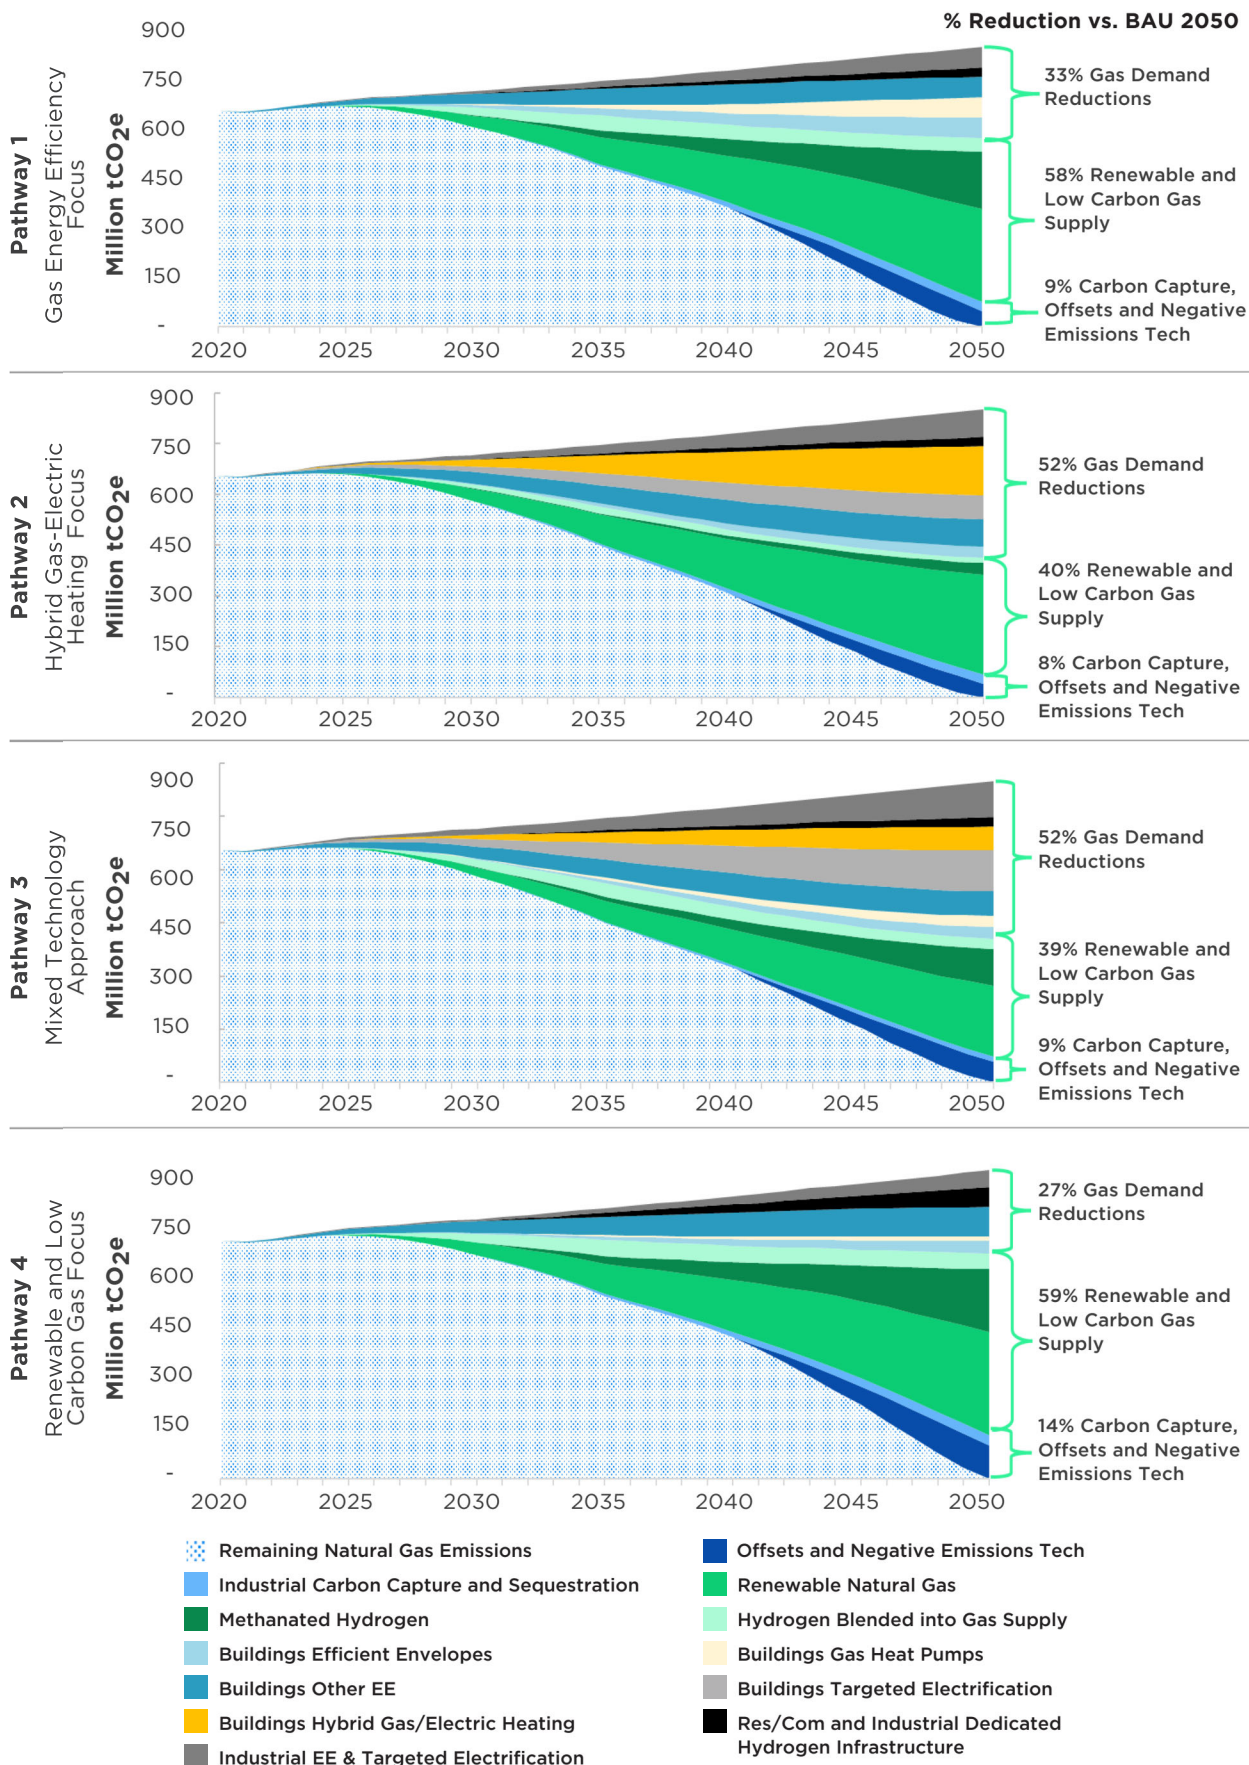 % Reduction vs. BAU 2050
Pathway 1
Gas Energy Efficiency
Focus
Million tCO2e
900
750
600
450
300
150
-
2020 2025 2030 2035 2040 2045 2050
33% Gas Demand
Reductions
58% Renewable and
Low Carbon Gas
Supply
9% Carbon Capture,
Offsets and Negative
Emissions Tech
Pathway 2
Hybrid Gas-Electric
Heating Focus
Million tCO2e
900
750
600
450
300
150
-
2020 2025 2030 2035 2040 2045 2050
52% Gas Demand
Reductions
40% Renewable and
Low Carbon Gas
Supply
8% Carbon Capture,
Offsets and Negative
Emissions Tech
Pathway 3
Mixed Technology
Approach
Million tCO2e
900
750
600
450
300
150
-
2020 2025 2030 2035 2040 2045 2050
52% Gas Demand
Reductions
39% Renewable and
Low Carbon Gas
Supply
9% Carbon Capture,
Offsets and Negative
Emissions Tech
Pathway 4
Renewable and Low
Carbon Gas Focus
Million tCO2e
900
750
600
450
300
150
-
2020 2025 2030 2035 2040 2045 2050
27% Gas Demand
Reductions
59% Renewable and
Low Carbon Gas
Supply
14% Carbon Capture,
Offsets and Negative
Emissions Tech
Remaining Natural Gas Emissions
Industrial Carbon Capture and Sequestration
Methanated Hydrogen
Buildings Efficient Envelopes
Buildings Other EE
Buildings Hybrid Gas/Electric Heating
Industrial EE & Targeted Electrification
Offsets and Negative Emissions Tech
Renewable Natural Gas
Hydrogen Blended into Gas Supply
Buildings Gas Heat Pumps
Buildings Targeted Electrification
Res/Com and Industrial Dedicated
Hydrogen Infrastructure